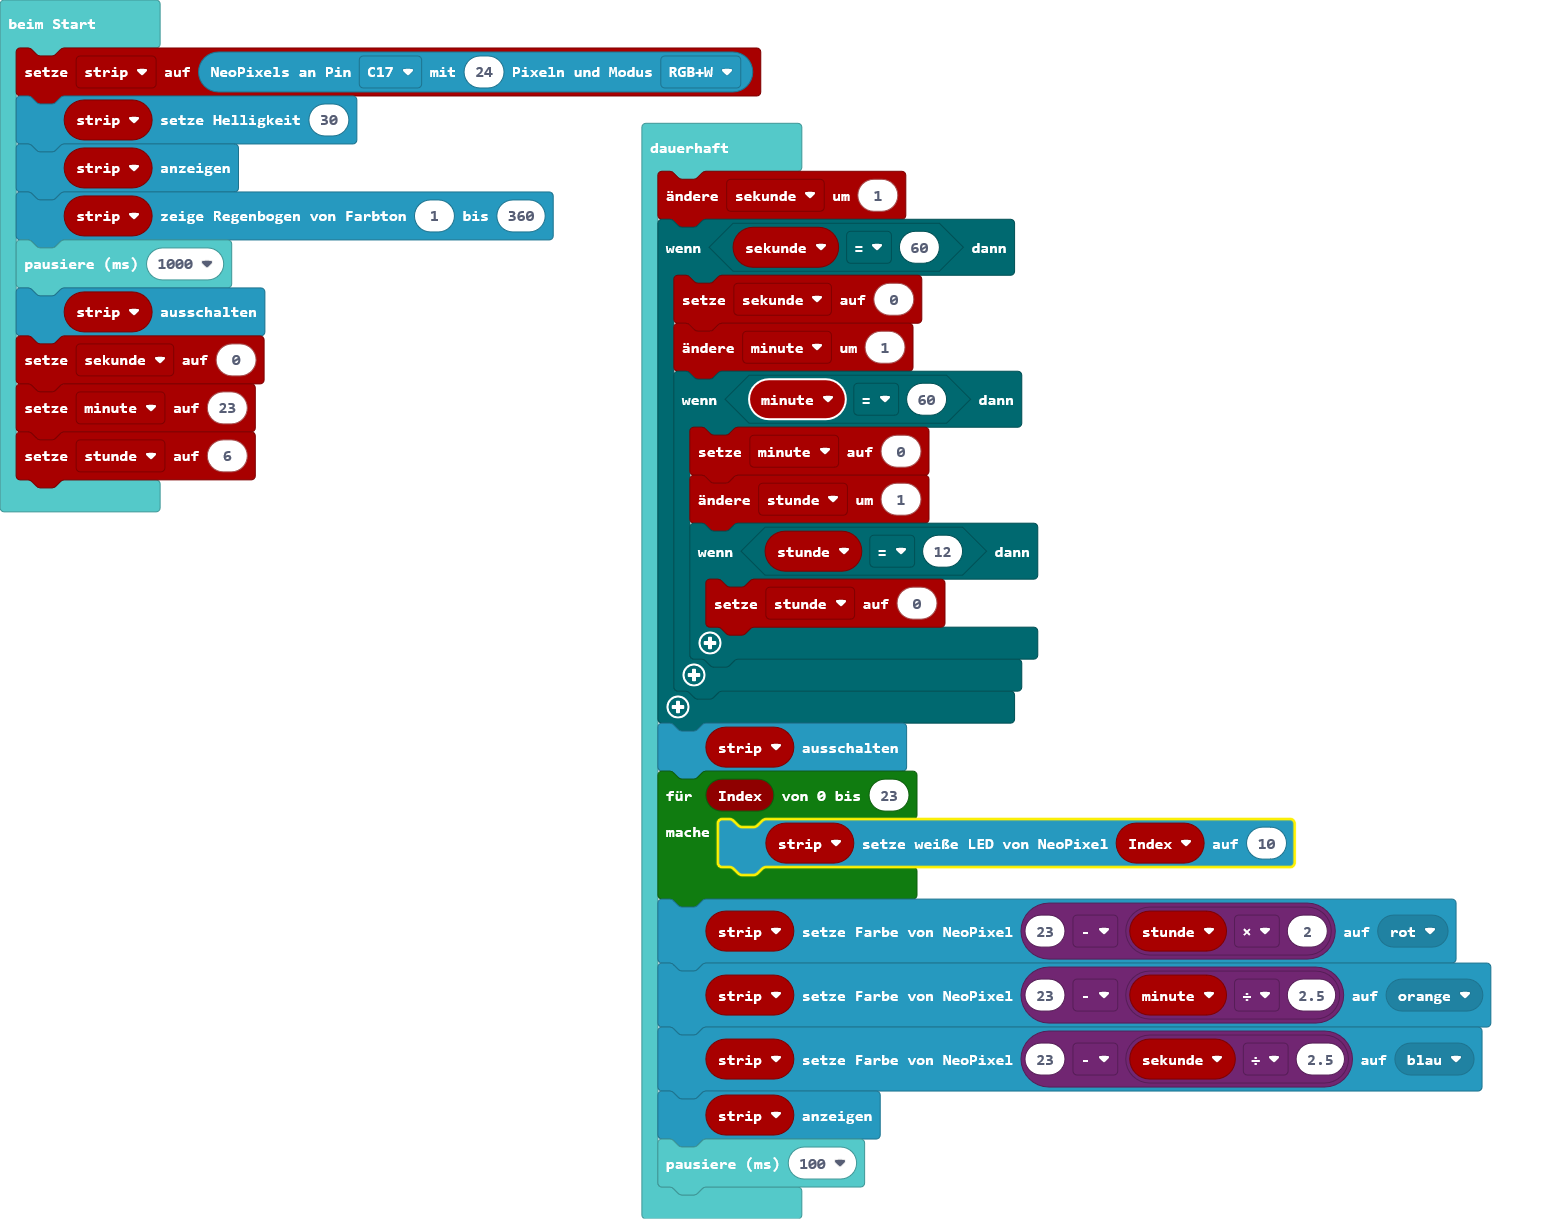 beim Start
setze strip auf NeoPixels an Pin C17 mit 24 Pixeln und Modus RGB+W
strip setze Helligkeit 30
strip anzeigen
strip zeige Regenbogen von Farbton 1 bis 360
pausiere (ms) 1000
strip ausschalten
setze sekunde auf 0
setze minute auf 23
setze stunde auf 6
dauerhaft
ändere sekunde um 1
wenn sekunde = 60 dann
setze sekunde auf 0
ändere minute um 1
wenn minute = 60 dann
setze minute auf 0
ändere stunde um 1
wenn stunde = 12 dann
setze stunde auf 0
strip ausschalten
für Index von 0 bis 23
mache strip setze weiße LED von NeoPixel Index auf 10
strip setze Farbe von NeoPixel 23 - stunde × 2 auf rot
strip setze Farbe von NeoPixel 23 - minute ÷ 2.5 auf orange
strip setze Farbe von NeoPixel 23 - sekunde ÷ 2.5 auf blau
strip anzeigen
pausiere (ms) 100